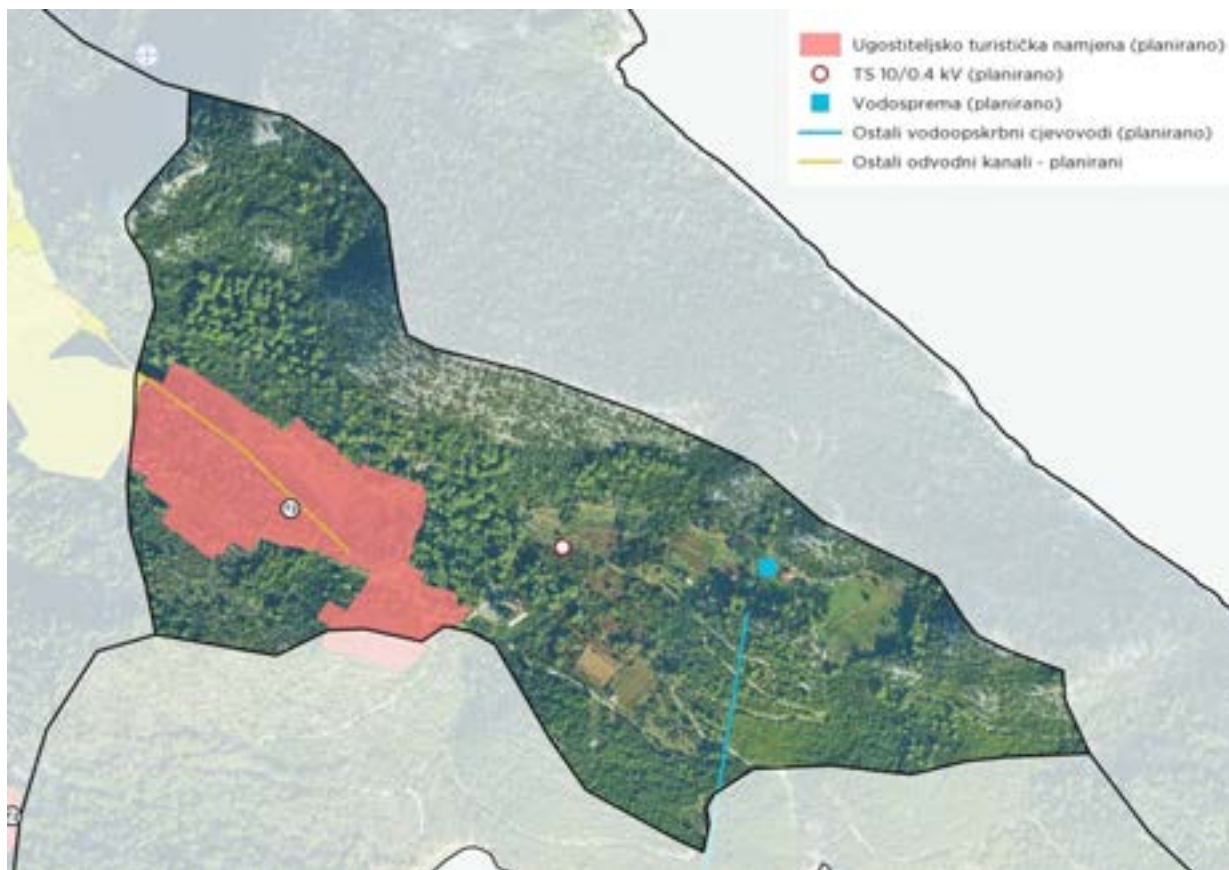 Ugostiteljsko turistička namjena (planirano)
TS 10/0.4 kV (planirano)
Vodosprema (planirano)
Ostali vodoopskrbni cjevovodi (planirano)
Ostali odvodni kanali - planirani